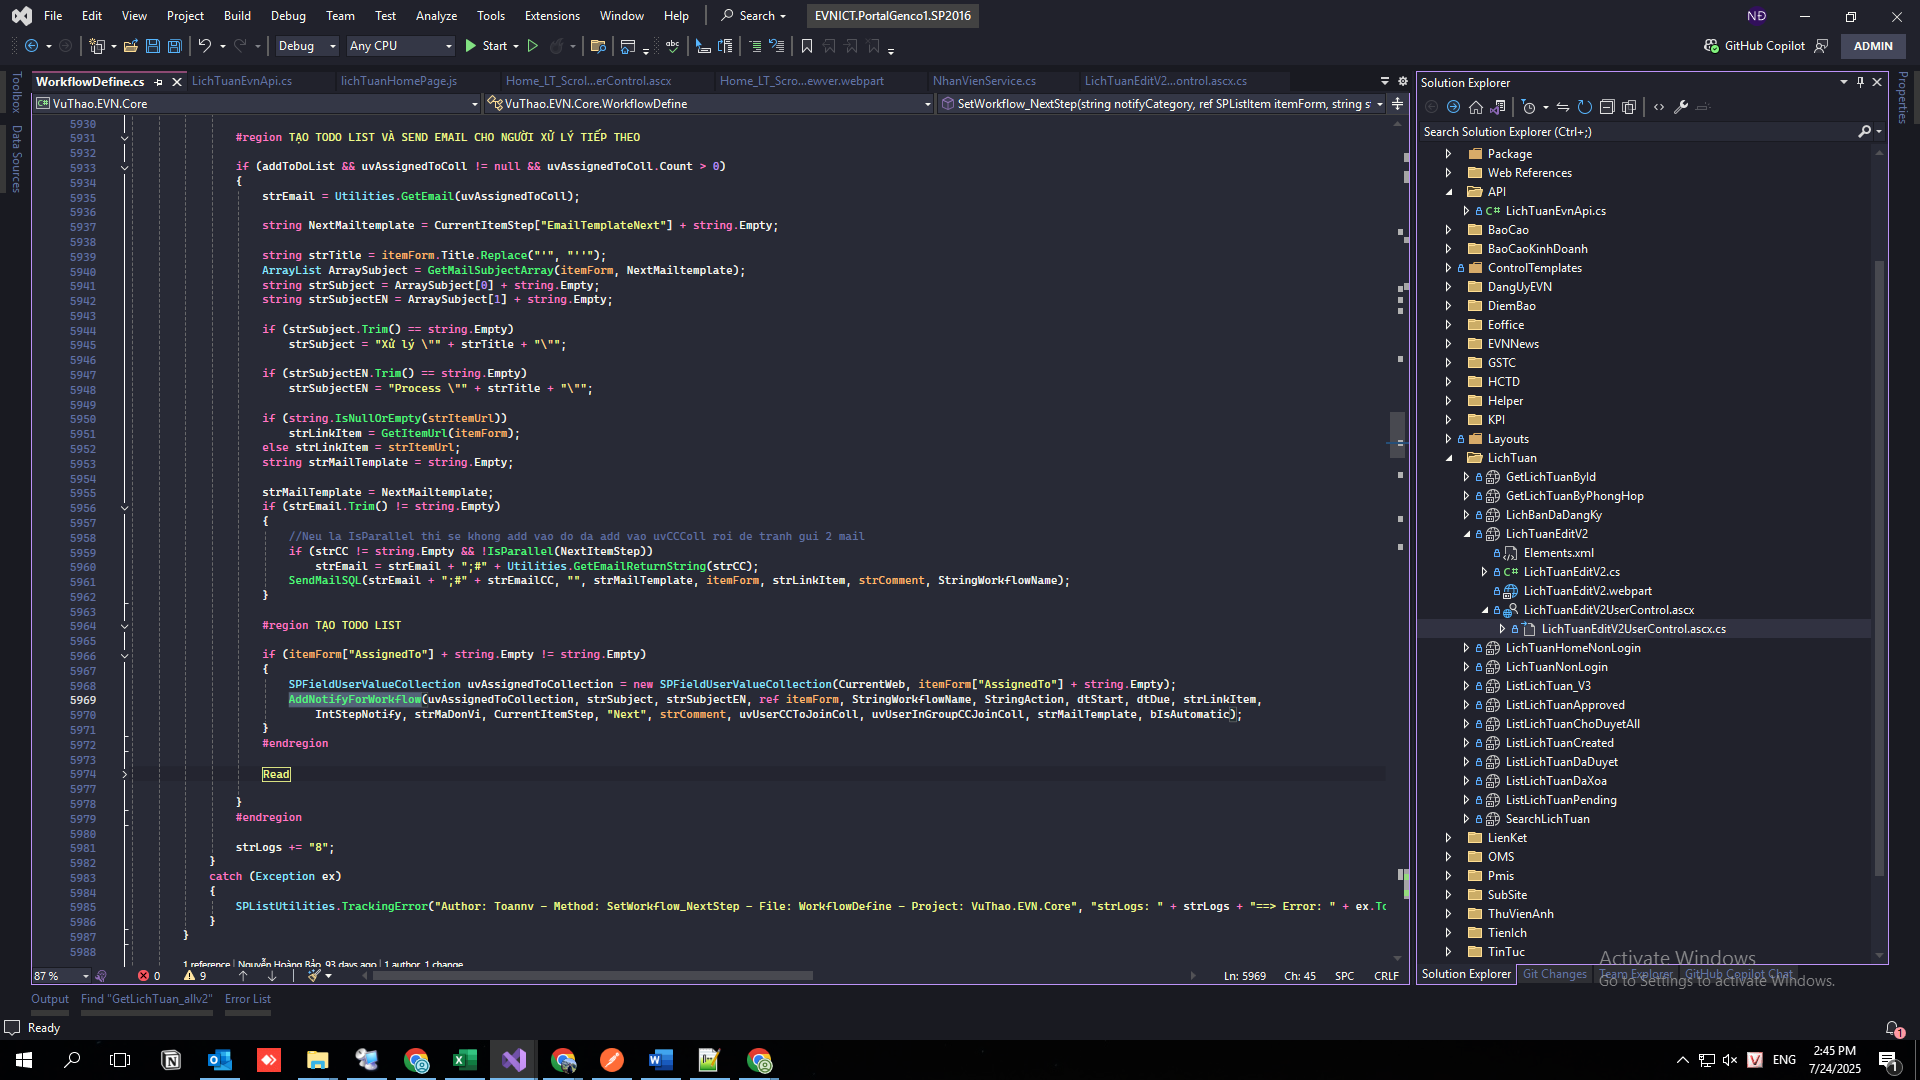 File Edit View Project Build Debug Team Test Analyze Tools Extensions Window Help Search EVNICT.PortalGenco1.SP2016 NĐ
Debug Any CPU Start GitHub Copilot ADMIN
Toolbox
Data Sources
WorkflowDefine.cs LichTuanEvnApi.cs lichTuanHomePage.js Home_LT_Scrol...erControl.ascx Home_LT_Scro...ewver.webpart NhanVienService.cs LichTuanEditV2...ontrol.ascx.cs
VuThao.EVN.Core VuThao.EVN.Core.WorkflowDefine SetWorkflow_NextStep(string notifyCategory, ref SPListItem itemForm, string s
5930
5931 #region TẠO TODO LIST VÀ SEND EMAIL CHO NGƯỜI XỬ LÝ TIẾP THEO
5932
5933 if (addToDoList && uvAssignedToColl != null && uvAssignedToColl.Count > 0)
5934 {
5935 strEmail = Utilities.GetEmail(uvAssignedToColl);
5936
5937 string NextMailtemplate = CurrentItemStep["EmailTemplateNext"] + string.Empty;
5938
5939 string strTitle = itemForm.Title.Replace("'", "''");
5940 ArrayList ArraySubject = GetMailSubjectArray(itemForm, NextMailtemplate);
5941 string strSubject = ArraySubject[0] + string.Empty;
5942 string strSubjectEN = ArraySubject[1] + string.Empty;
5943
5944 if (strSubject.Trim() == string.Empty)
5945 strSubject = "Xử lý \"" + strTitle + "\"";
5946
5947 if (strSubjectEN.Trim() == string.Empty)
5948 strSubjectEN = "Process \"" + strTitle + "\"";
5949
5950 if (string.IsNullOrEmpty(strItemUrl))
5951 strLinkItem = GetItemUrl(itemForm);
5952 else strLinkItem = strItemUrl;
5953 string strMailTemplate = string.Empty;
5954
5955 strMailTemplate = NextMailtemplate;
5956 if (strEmail.Trim() != string.Empty)
5957 {
5958 //Neu la IsParallel thi se khong add vao do da add vao uvCCColl roi de tranh gui 2 mail
5959 if (strCC != string.Empty && !IsParallel(NextItemStep))
5960 strEmail = strEmail + ";#" + Utilities.GetEmailReturnString(strCC);
5961 SendMailSQL(strEmail + ";#" + strEmailCC, "", strMailTemplate, itemForm, strLinkItem, strComment, StringWorkflowName);
5962 }
5963
5964 #region TẠO TODO LIST
5965
5966 if (itemForm["AssignedTo"] + string.Empty != string.Empty)
5967 {
5968 SPFieldUserValueCollection uvAssignedToCollection = new SPFieldUserValueCollection(CurrentWeb, itemForm["AssignedTo"] + string.Empty);
5969 AddNotifyForWorkflow(uvAssignedToCollection, strSubject, strSubjectEN, ref itemForm, StringWorkflowName, StringAction, dtStart, dtDue, strLinkItem,
5970 IntStepNotify, strMaDonVi, CurrentItemStep, "Next", strComment, uvUserCCToJoinColl, uvUserInGroupCCJoinColl, strMailTemplate, bIsAutomatic);
5971 }
5972 #endregion
5973
5974 Read
5977
5978 }
5979 #endregion
5980
5981 strLogs += "8";
5982 }
5983 catch (Exception ex)
5984 {
5985 SPListUtilities.TrackingError("Author: Toannv - Method: SetWorkflow_NextStep - File: WorkflowDefine - Project: VuThao.EVN.Core", "strLogs: " + strLogs + "==> Error: " + ex.To
5986 }
5987 }
5988
1 reference | Nguyễn Hoàng Bảo, 93 days ago | 1 author, 1 change
87 % 0 9 Ln: 5969 Ch: 45 SPC CRLF
Output Find "GetLichTuan_allv2" Error List
Ready
Solution Explorer
Search Solution Explorer (Ctrl+;)
Package
Web References
API
LichTuanEvnApi.cs
BaoCao
BaoCaoKinhDoanh
ControlTemplates
DangUyEVN
DiemBao
Eoffice
EVNNews
GSTC
HCTD
Helper
KPI
Layouts
LichTuan
GetLichTuanById
GetLichTuanByPhongHop
LichBanDaDangKy
LichTuanEditV2
Elements.xml
LichTuanEditV2.cs
LichTuanEditV2.webpart
LichTuanEditV2UserControl.ascx
LichTuanEditV2UserControl.ascx.cs
LichTuanHomeNonLogin
LichTuanNonLogin
ListLichTuan_V3
ListLichTuanApproved
ListLichTuanChoDuyetAll
ListLichTuanCreated
ListLichTuanDaDuyet
ListLichTuanDaXoa
ListLichTuanPending
SearchLichTuan
LienKet
OMS
Pmis
SubSite
ThuVienAnh
TienIch
TinTuc
Solution Explorer Git Changes Team Explorer GitHub Copilot Chat
Properties
Activate Windows
Go to Settings to activate Windows.
ENG
2:45 PM
7/24/2025